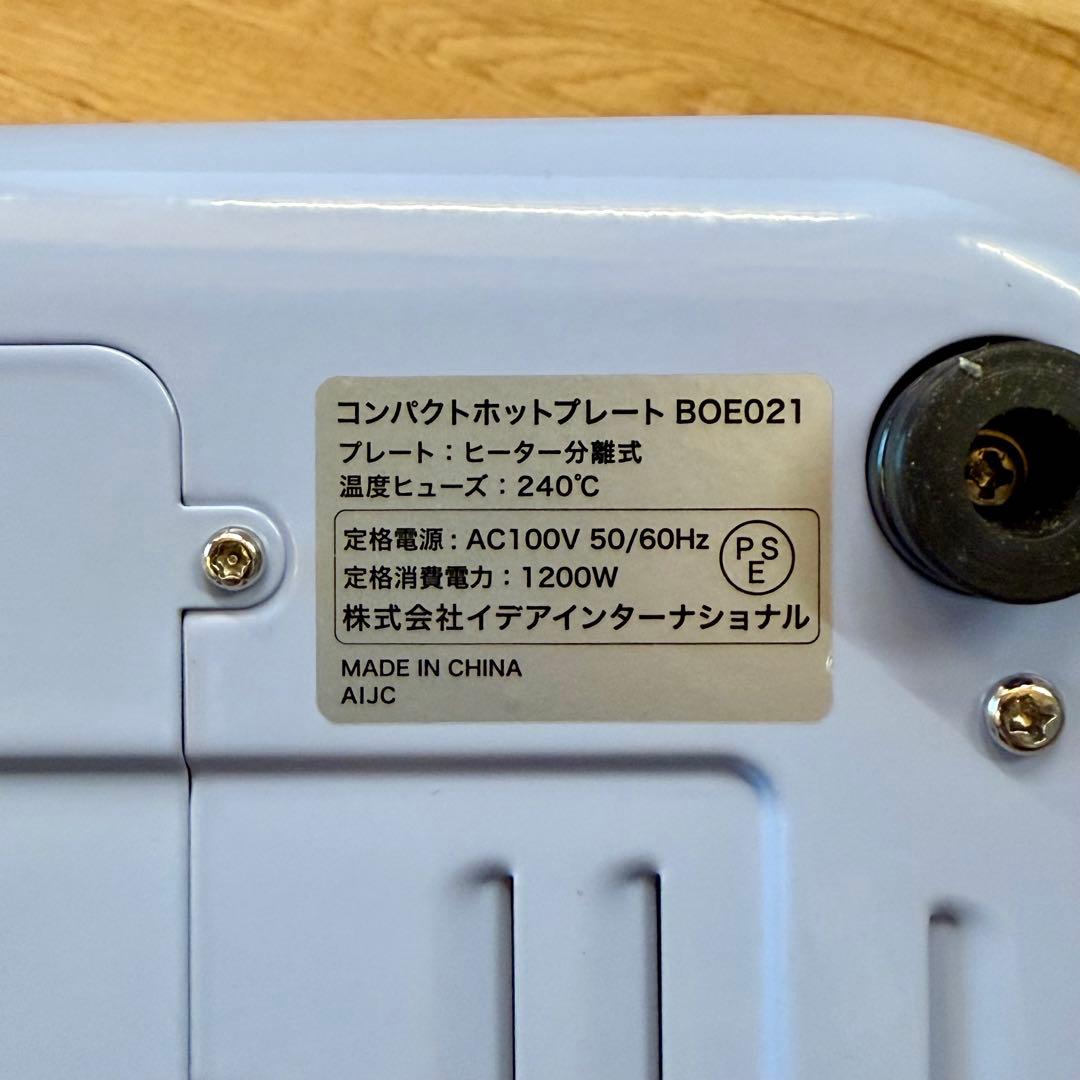 コンパクトホットプレート BOE021
プレート：ヒーター分離式
温度ヒューズ：240℃
定格電源：AC100V 50/60Hz
PSE
定格消費電力：1200W
株式会社イデアインターナショナル
MADE IN CHINA
AIJC